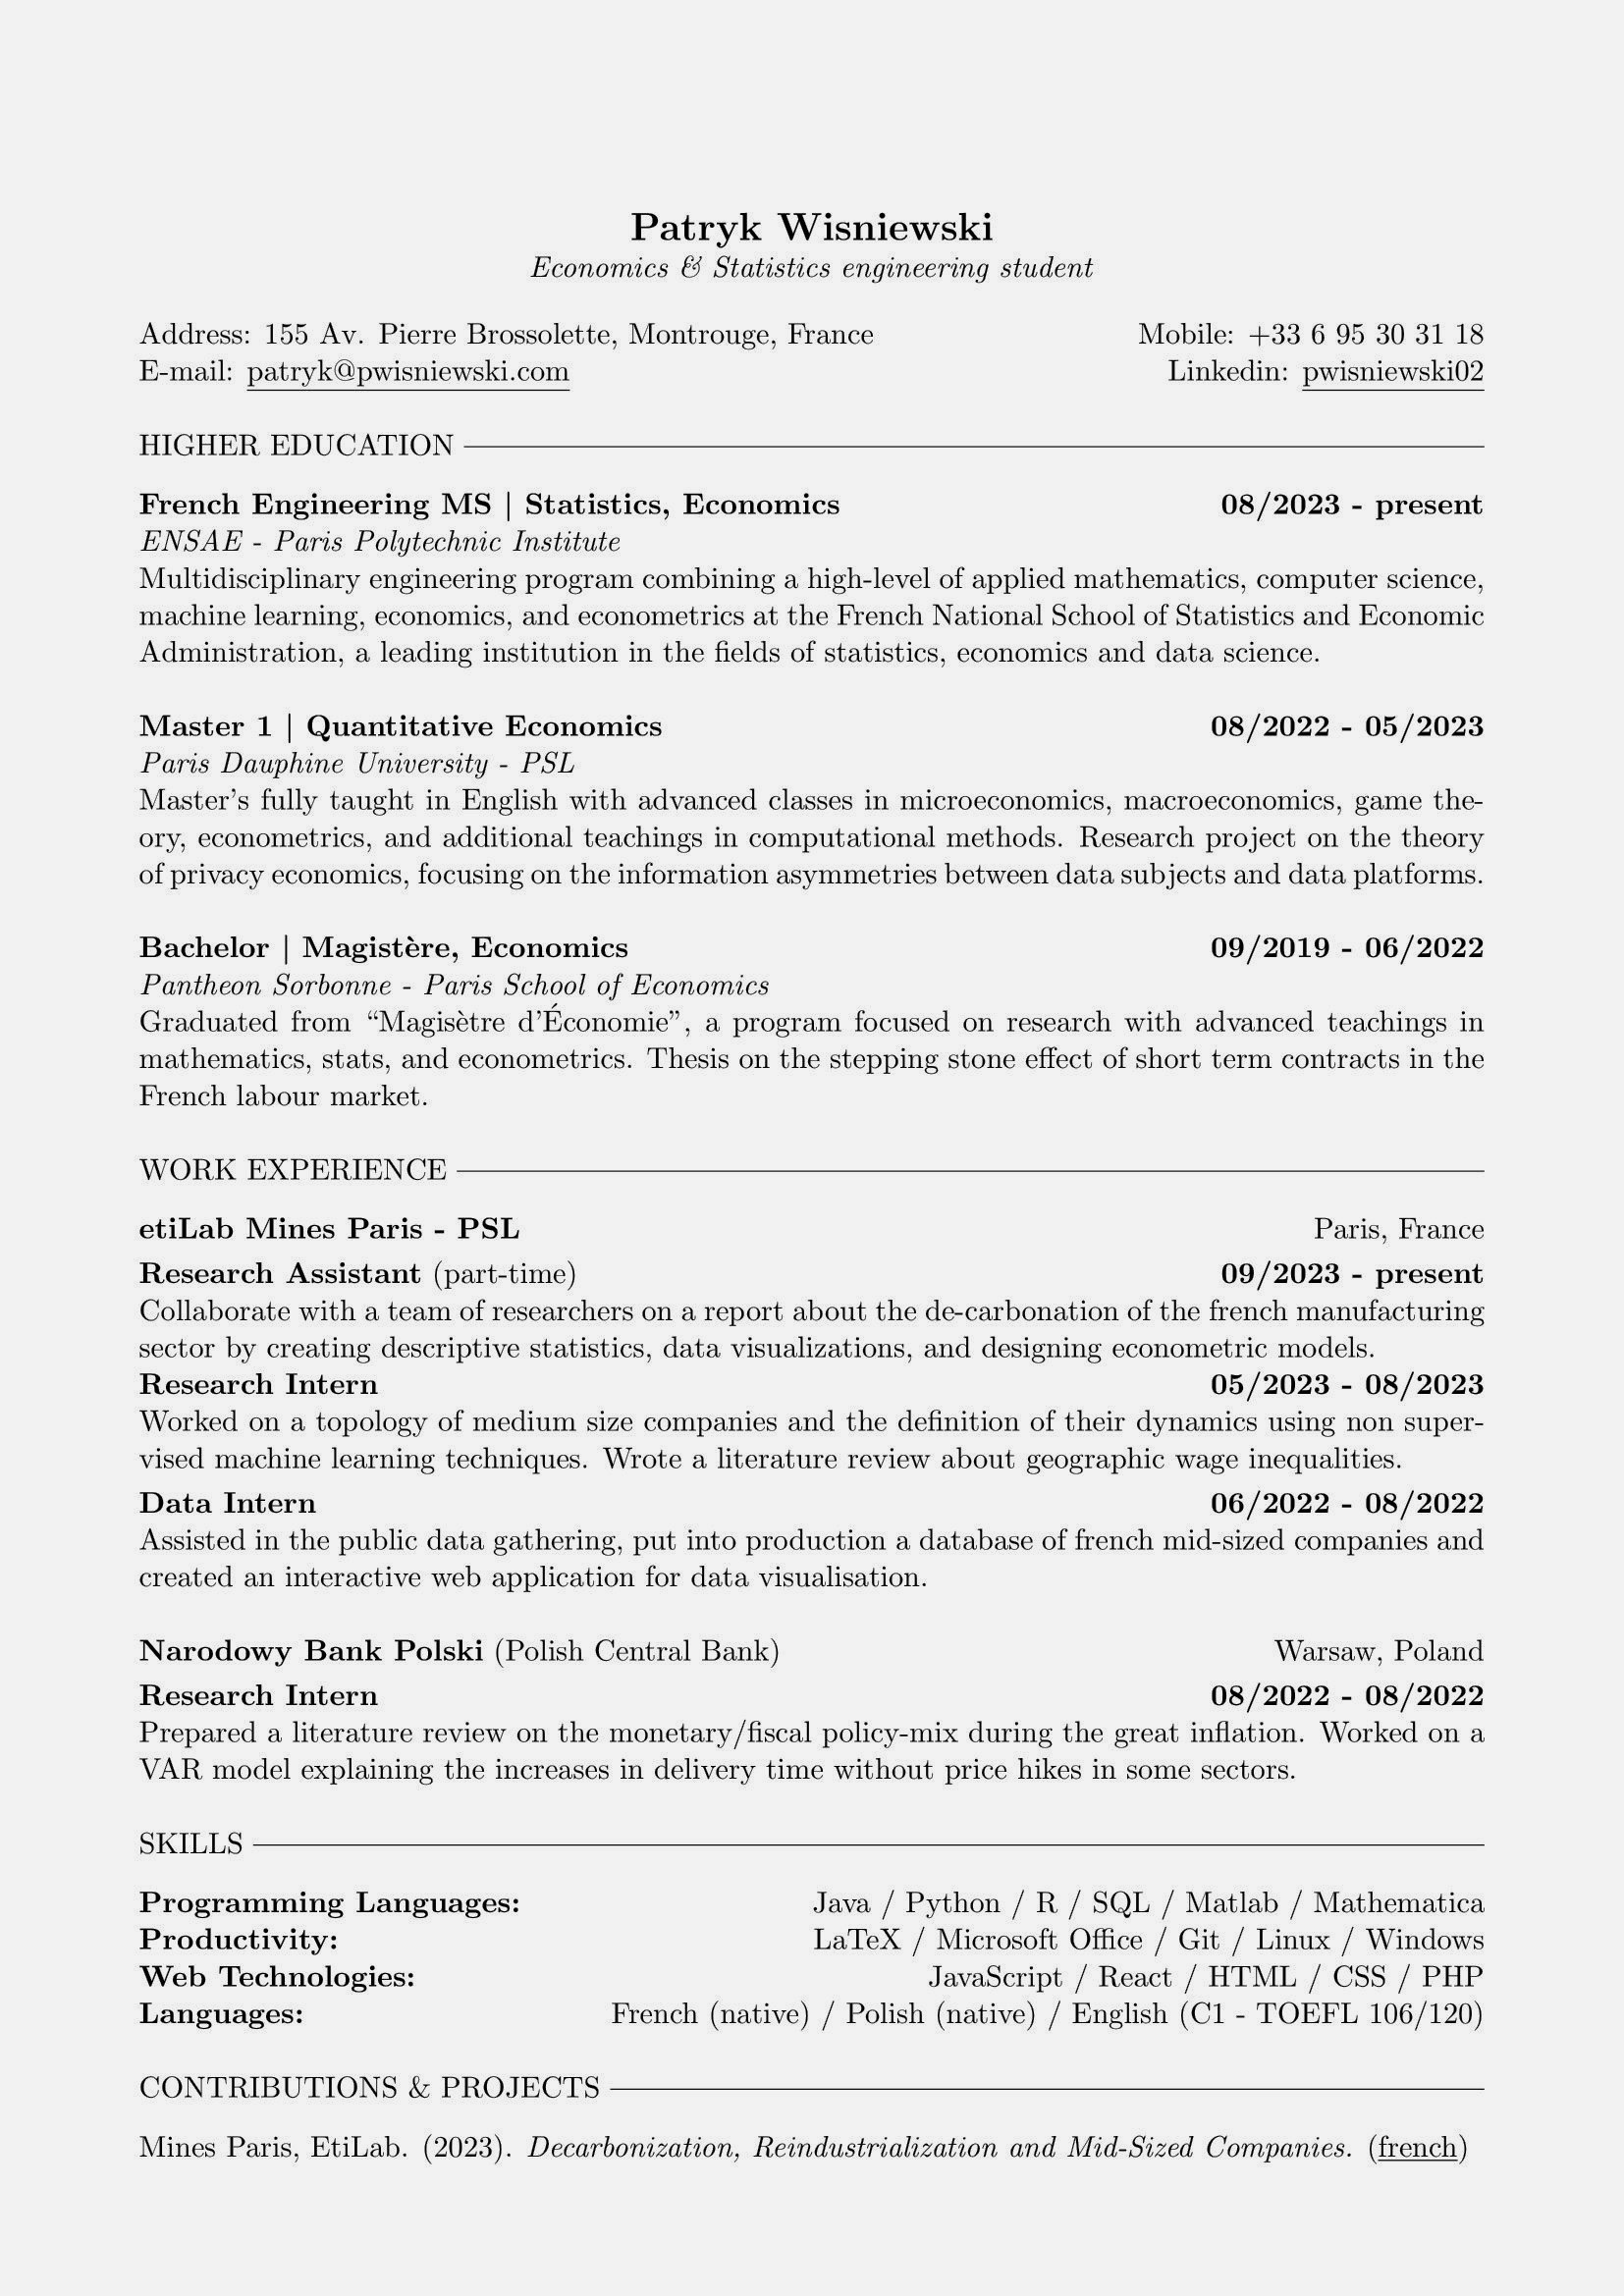 Patryk Wisniewski
Economics & Statistics engineering student
Address: 155 Av. Pierre Brossolette, Montrouge, France Mobile: +33 6 95 30 31 18
E-mail: patryk@pwisniewski.com Linkedin: pwisniewski02
HIGHER EDUCATION
French Engineering MS | Statistics, Economics 08/2023 - present
ENSAE - Paris Polytechnic Institute
Multidisciplinary engineering program combining a high-level of applied mathematics, computer science,
machine learning, economics, and econometrics at the French National School of Statistics and Economic
Administration, a leading institution in the fields of statistics, economics and data science.
Master 1 | Quantitative Economics 08/2022 - 05/2023
Paris Dauphine University - PSL
Master's fully taught in English with advanced classes in microeconomics, macroeconomics, game the-
ory, econometrics, and additional teachings in computational methods. Research project on the theory
of privacy economics, focusing on the information asymmetries between data subjects and data platforms.
Bachelor | Magistère, Economics 09/2019 - 06/2022
Pantheon Sorbonne - Paris School of Economics
Graduated from “Magisètre d'Économie”, a program focused on research with advanced teachings in
mathematics, stats, and econometrics. Thesis on the stepping stone effect of short term contracts in the
French labour market.
WORK EXPERIENCE
etiLab Mines Paris - PSL Paris, France
Research Assistant (part-time) 09/2023 - present
Collaborate with a team of researchers on a report about the de-carbonation of the french manufacturing
sector by creating descriptive statistics, data visualizations, and designing econometric models.
Research Intern 05/2023 - 08/2023
Worked on a topology of medium size companies and the definition of their dynamics using non super-
vised machine learning techniques. Wrote a literature review about geographic wage inequalities.
Data Intern 06/2022 - 08/2022
Assisted in the public data gathering, put into production a database of french mid-sized companies and
created an interactive web application for data visualisation.
Narodowy Bank Polski (Polish Central Bank) Warsaw, Poland
Research Intern 08/2022 - 08/2022
Prepared a literature review on the monetary/fiscal policy-mix during the great inflation. Worked on a
VAR model explaining the increases in delivery time without price hikes in some sectors.
SKILLS
Programming Languages: Java / Python / R / SQL / Matlab / Mathematica
Productivity: LaTeX / Microsoft Office / Git / Linux / Windows
Web Technologies: JavaScript / React / HTML / CSS / PHP
Languages: French (native) / Polish (native) / English (C1 - TOEFL 106/120)
CONTRIBUTIONS & PROJECTS
Mines Paris, EtiLab. (2023). Decarbonization, Reindustrialization and Mid-Sized Companies. (french)